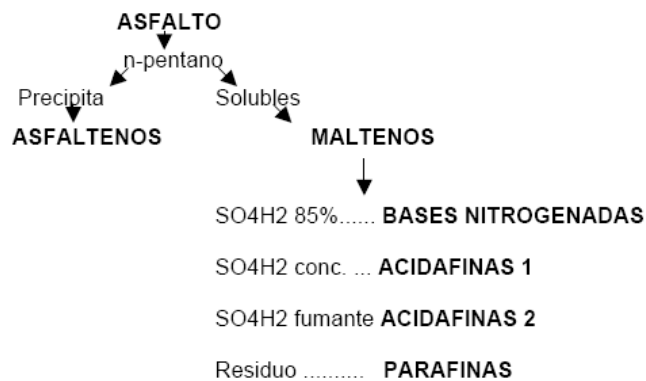 ASFALTO
n-pentano
Precipita Solubles
ASFALTENOS MALTENOS
SO4H2 85%...... BASES NITROGENADAS
SO4H2 conc. ... ACIDAFINAS 1
SO4H2 fumante ACIDAFINAS 2
Residuo .......... PARAFINAS